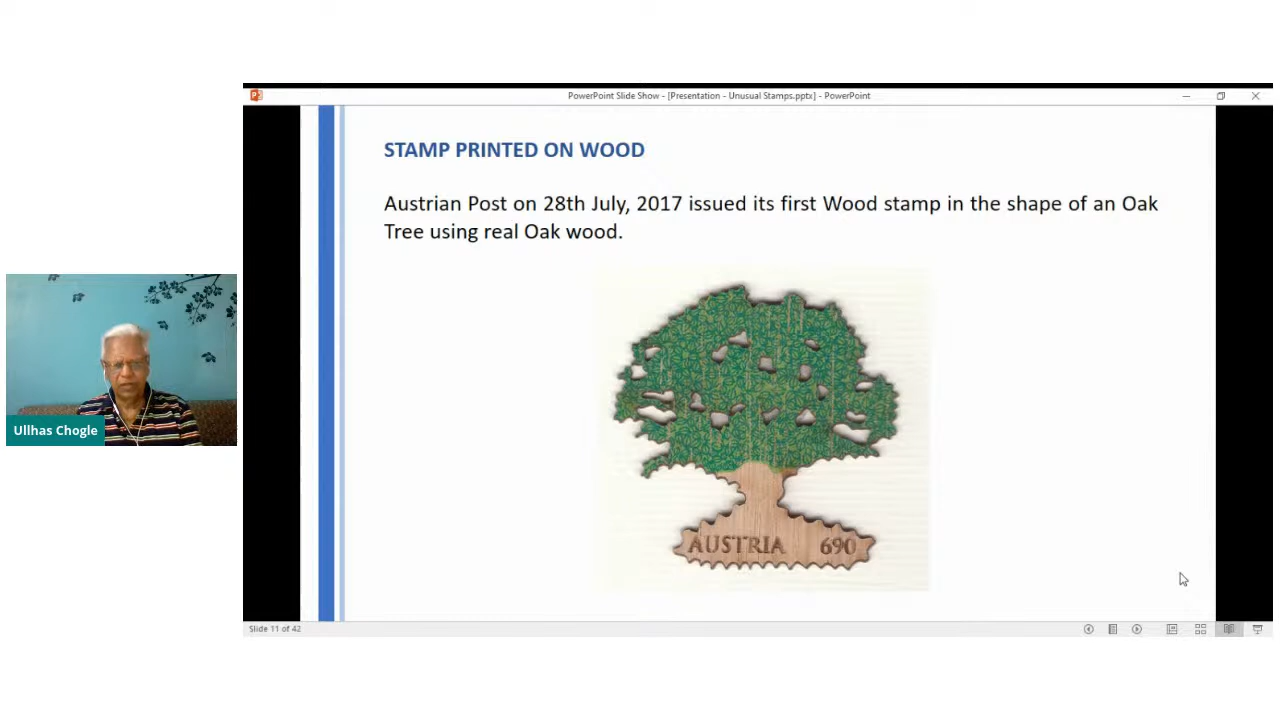 PowerPoint Slide Show - [Presentation - Unusual Stamps.pptx] - PowerPoint
STAMP PRINTED ON WOOD
Austrian Post on 28th July, 2017 issued its first Wood stamp in the shape of an Oak
Tree using real Oak wood.
Ullhas Chogle
AUSTRIA 690
Slide 11 of 42